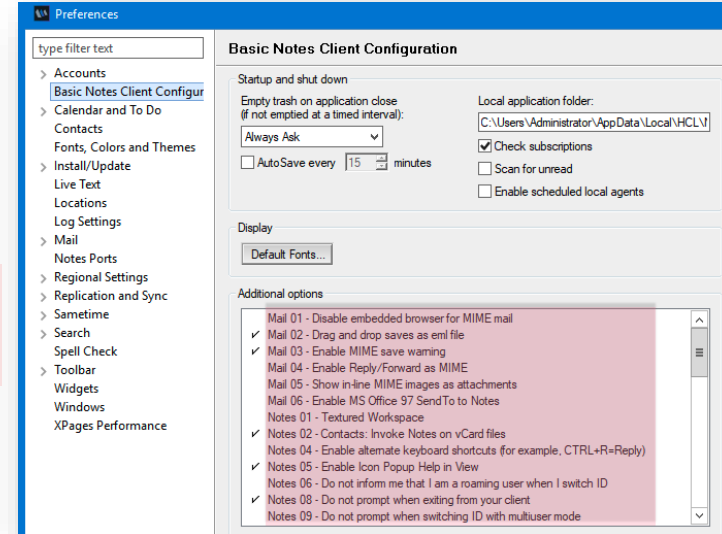 Preferences
type filter text
Accounts
Basic Notes Client Configur
Calendar and To Do
Contacts
Fonts, Colors and Themes
Install/Update
Live Text
Locations
Log Settings
Mail
Notes Ports
Regional Settings
Replication and Sync
Sametime
Search
Spell Check
Toolbar
Widgets
Windows
XPages Performance
Basic Notes Client Configuration
Startup and shut down
Empty trash on application close
(if not emptied at a timed interval):
Always Ask
AutoSave every 15 minutes
Local application folder:
C:\Users\Administrator\AppData\Local\HCL\
Check subscriptions
Scan for unread
Enable scheduled local agents
Display
Default Fonts...
Additional options
Mail 01 - Disable embedded browser for MIME mail
Mail 02 - Drag and drop saves as eml file
Mail 03 - Enable MIME save warning
Mail 04 - Enable Reply/Forward as MIME
Mail 05 - Show in-line MIME images as attachments
Mail 06 - Enable MS Office 97 SendTo to Notes
Notes 01 - Textured Workspace
Notes 02 - Contacts: Invoke Notes on vCard files
Notes 04 - Enable alternate keyboard shortcuts (for example, CTRL+R=Reply)
Notes 05 - Enable Icon Popup Help in View
Notes 06 - Do not inform me that I am a roaming user when I switch ID
Notes 08 - Do not prompt when exiting from your client
Notes 09 - Do not prompt when switching ID with multiuser mode